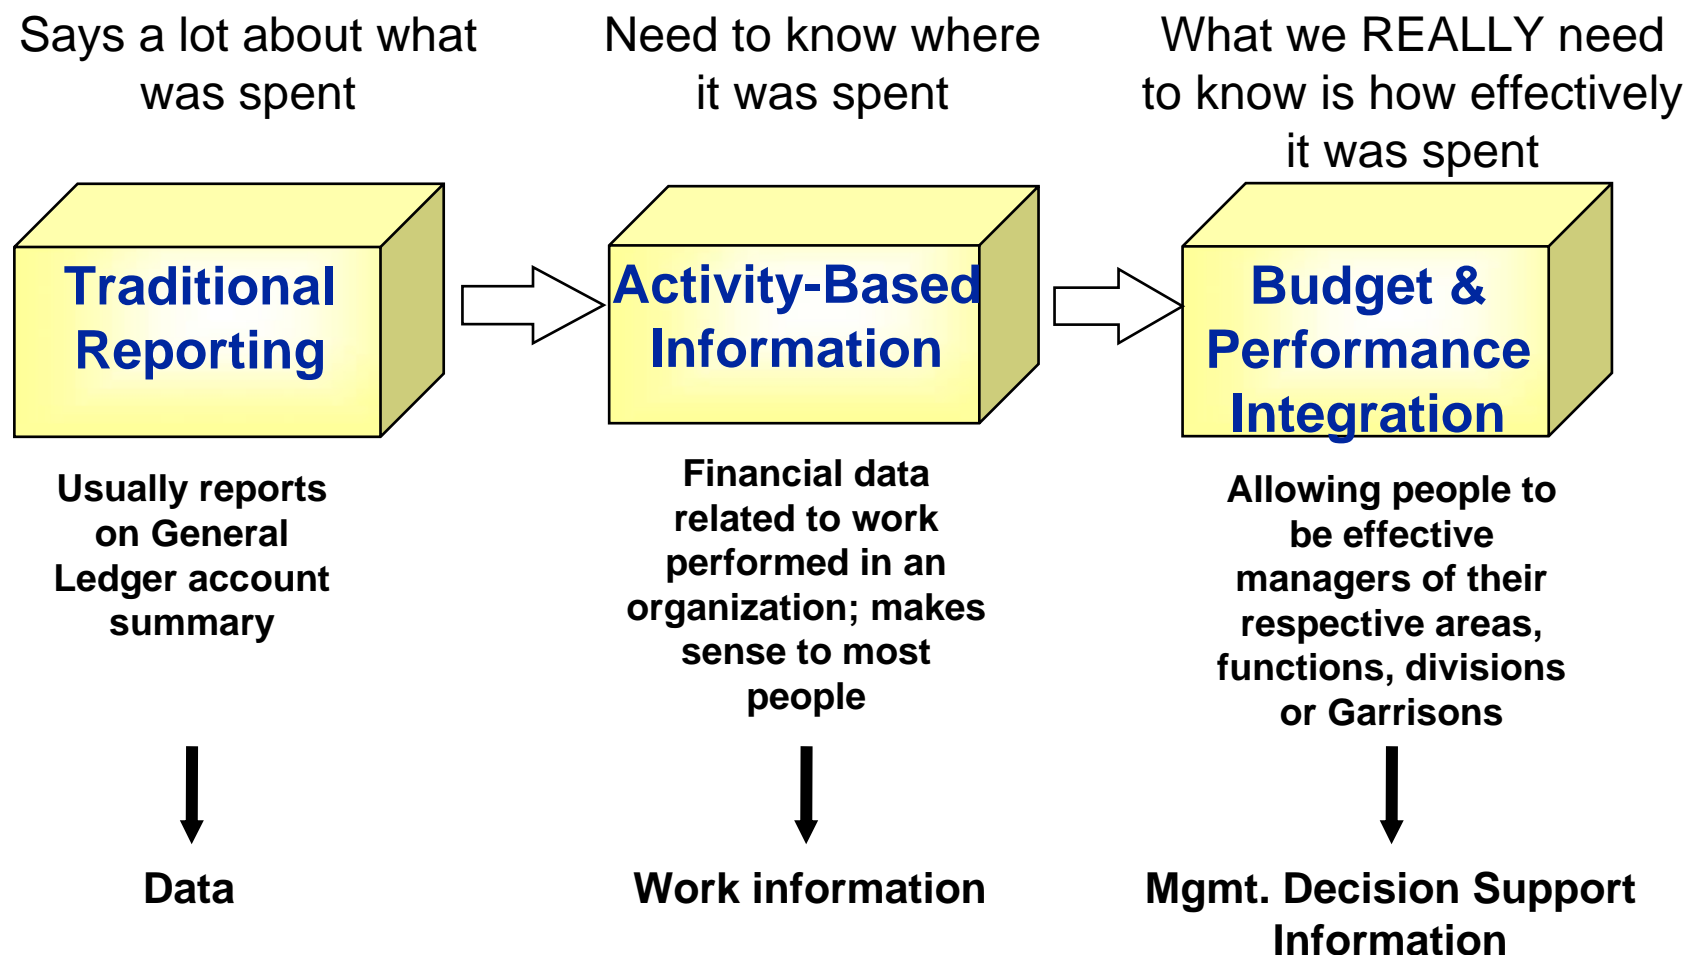 Says a lot about what
was spent
Need to know where
it was spent
What we REALLY need
to know is how effectively
it was spent
Traditional
Reporting
Activity-Based
Information
Budget &
Performance
Integration
Usually reports
on General
Ledger account
summary
Financial data
related to work
performed in an
organization; makes
sense to most
people
Allowing people to
be effective
managers of their
respective areas,
functions, divisions
or Garrisons
Data
Work information
Mgmt. Decision Support
Information